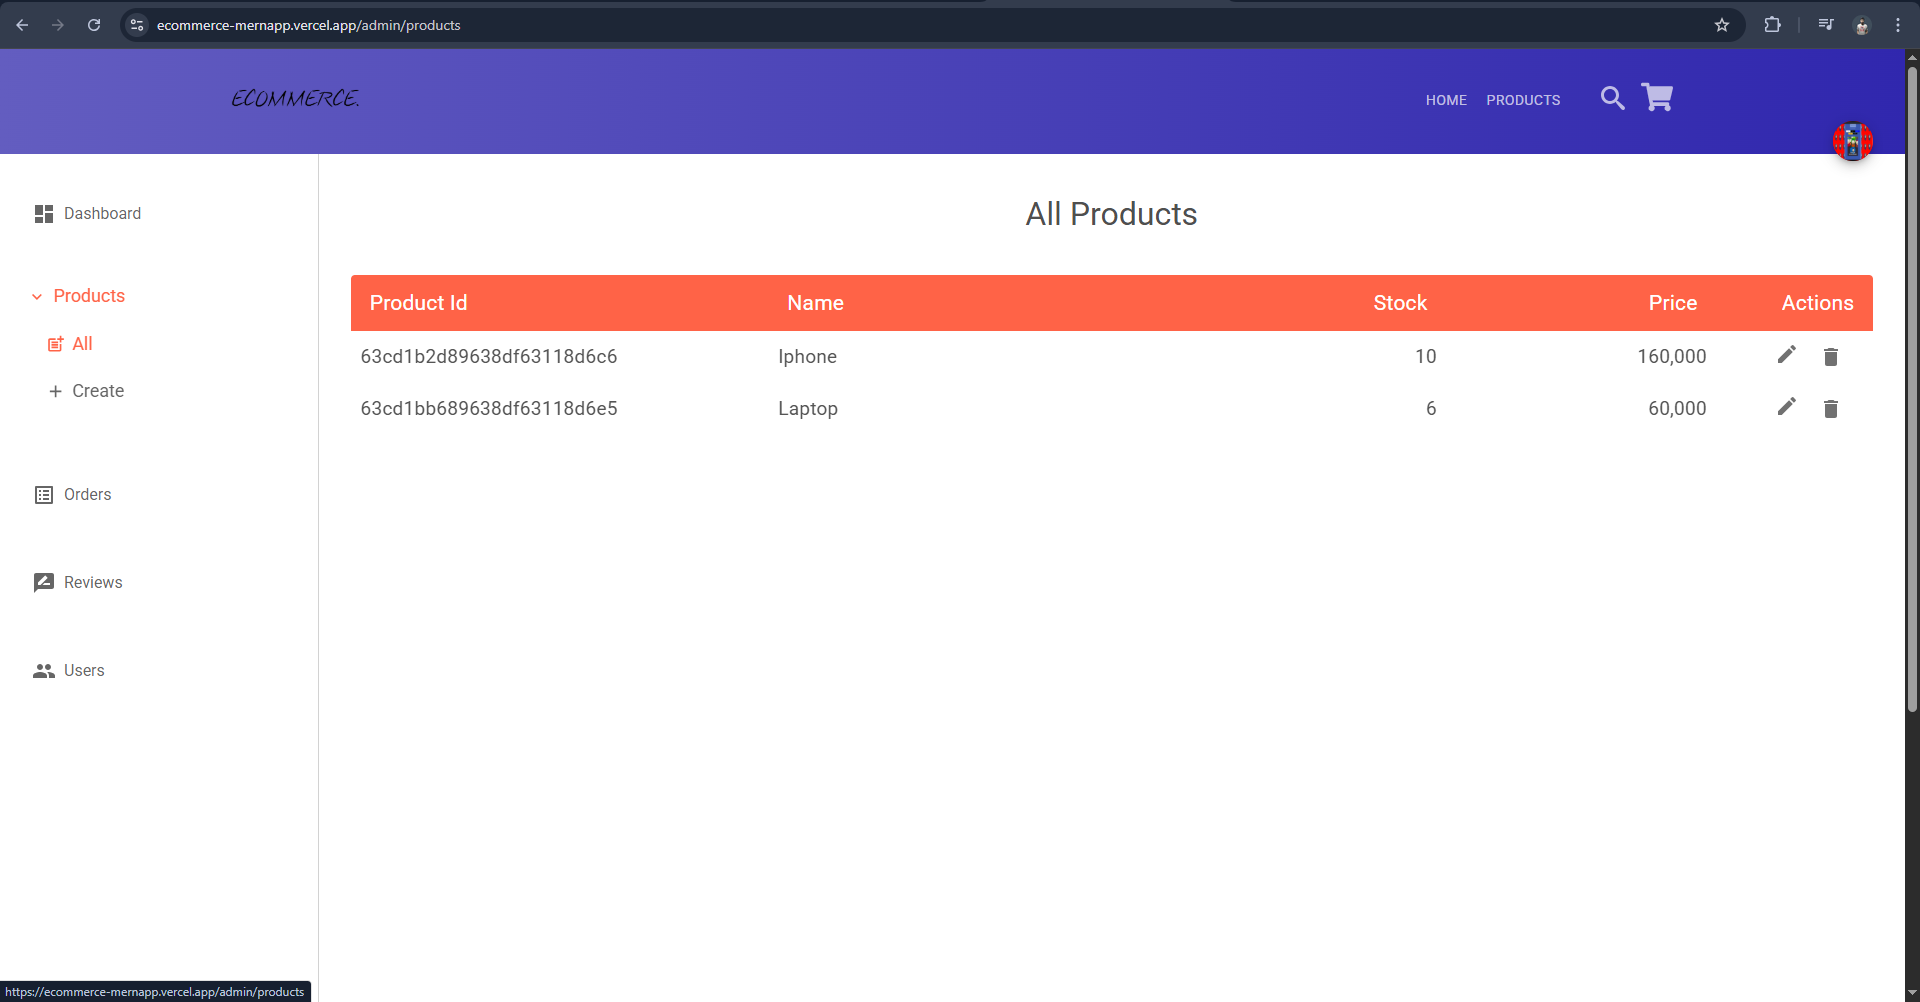 ecommerce-mernapp.vercel.app/admin/products
ECOMMERCE.
HOME PRODUCTS
Dashboard
Products
All
Create
Orders
Reviews
Users
All Products
Product Id Name Stock Price Actions
63cd1b2d89638df63118d6c6 Iphone 10 160,000
63cd1bb689638df63118d6e5 Laptop 6 60,000
https://ecommerce-mernapp.vercel.app/admin/products